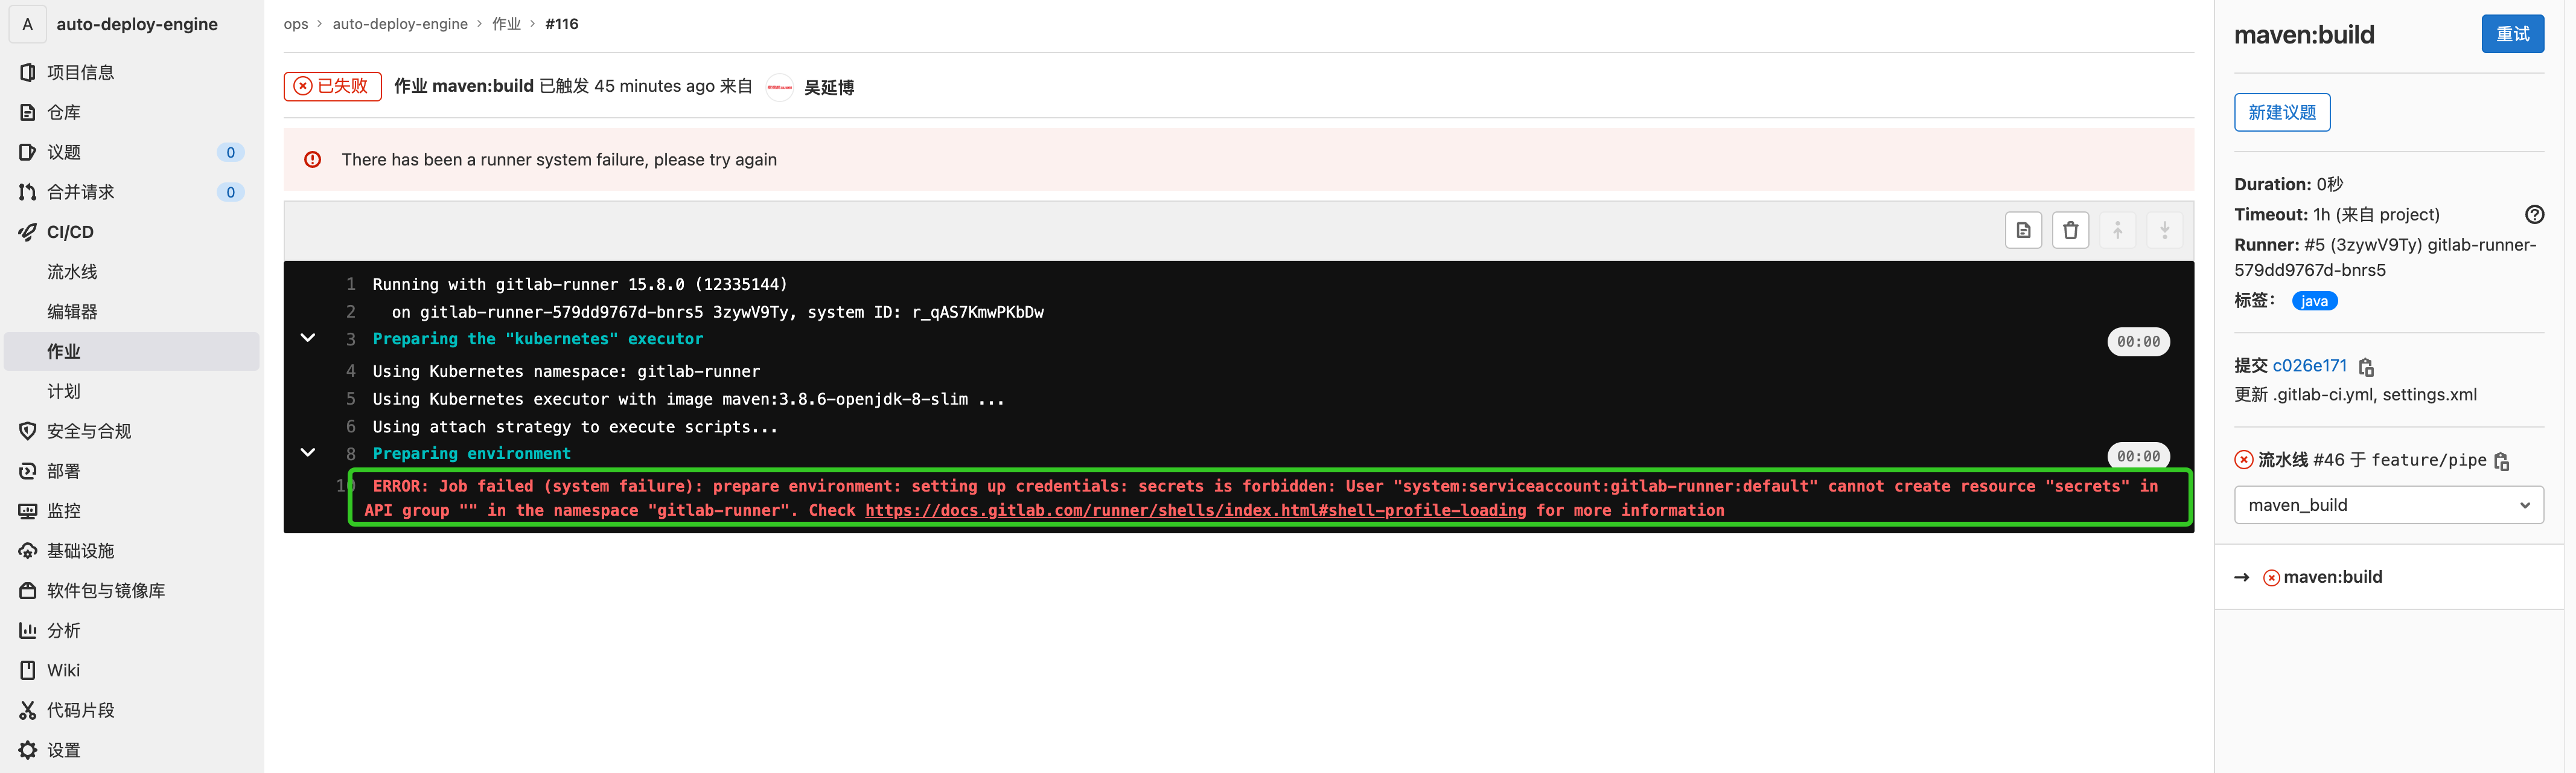 A auto-deploy-engine
项目信息
仓库
议题 0
合并请求 0
CI/CD
流水线
编辑器
作业
计划
安全与合规
部署
监控
基础设施
软件包与镜像库
分析
Wiki
代码片段
设置
ops › auto-deploy-engine › 作业 › #116
已失败 作业 maven:build 已触发 45 minutes ago 来自 吴延博
There has been a runner system failure, please try again
1 Running with gitlab-runner 15.8.0 (12335144)
2 on gitlab-runner-579dd9767d-bnrs5 3zywV9Ty, system ID: r_qAS7KmwPKbDw
3 Preparing the "kubernetes" executor 00:00
4 Using Kubernetes namespace: gitlab-runner
5 Using Kubernetes executor with image maven:3.8.6-openjdk-8-slim ...
6 Using attach strategy to execute scripts...
8 Preparing environment 00:00
10 ERROR: Job failed (system failure): prepare environment: setting up credentials: secrets is forbidden: User "system:serviceaccount:gitlab-runner:default" cannot create resource "secrets" in
API group "" in the namespace "gitlab-runner". Check https://docs.gitlab.com/runner/shells/index.html#shell-profile-loading for more information
maven:build 重试
新建议题
Duration: 0秒
Timeout: 1h (来自 project)
Runner: #5 (3zywV9Ty) gitlab-runner-
579dd9767d-bnrs5
标签： java
提交 c026e171
更新 .gitlab-ci.yml, settings.xml
流水线 #46 于 feature/pipe
maven_build
→ maven:build